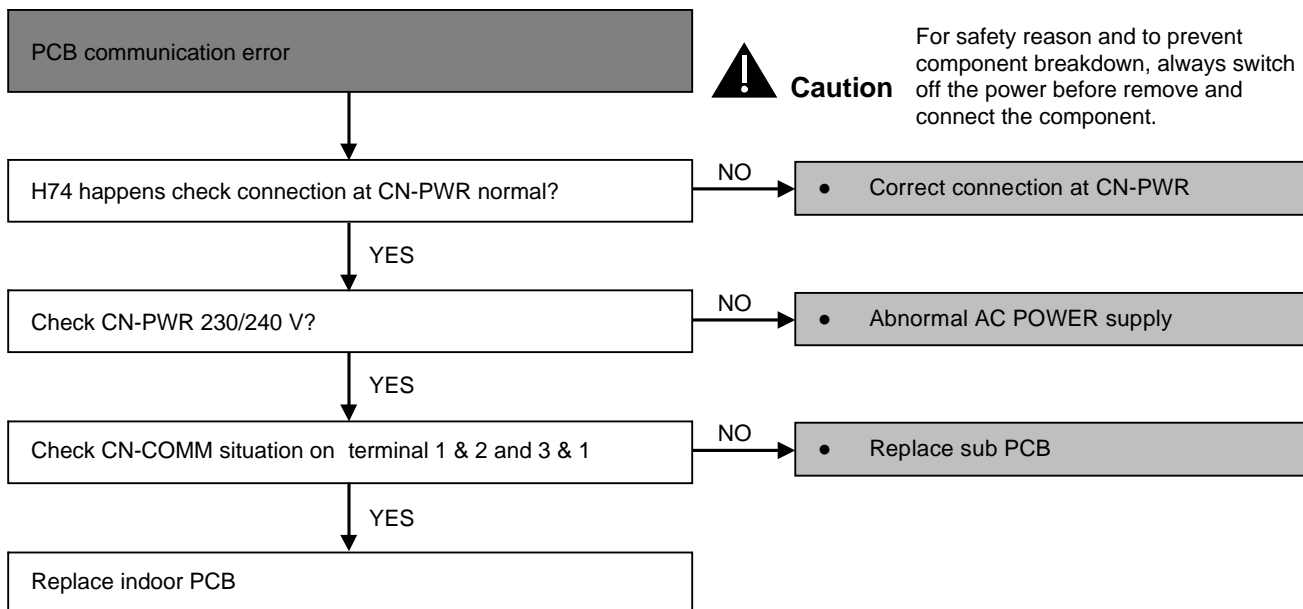 PCB communication error
Caution
For safety reason and to prevent
component breakdown, always switch
off the power before remove and
connect the component.
H74 happens check connection at CN-PWR normal?
NO
● Correct connection at CN-PWR
YES
Check CN-PWR 230/240 V?
NO
● Abnormal AC POWER supply
YES
Check CN-COMM situation on terminal 1 & 2 and 3 & 1
NO
● Replace sub PCB
YES
Replace indoor PCB